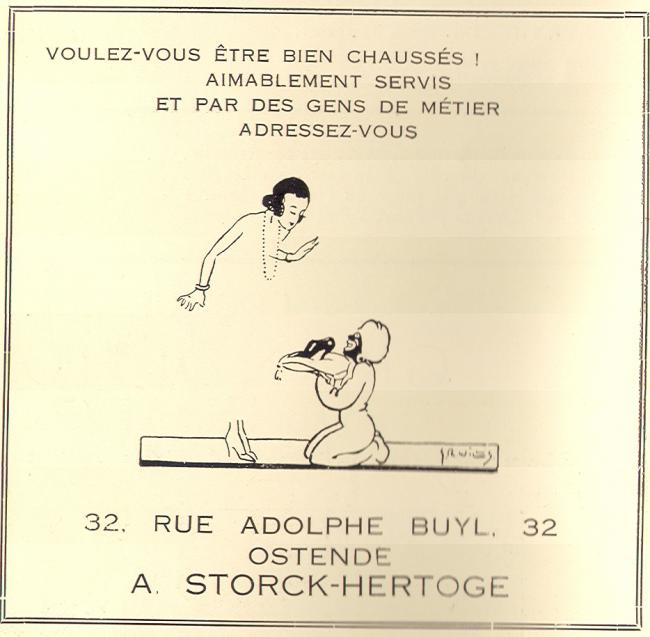 VOULEZ-VOUS ÊTRE BIEN CHAUSSÉS !
AIMABLEMENT SERVIS
ET PAR DES GENS DE MÉTIER
ADRESSEZ-VOUS
32, RUE ADOLPHE BUYL, 32
OSTENDE
A. STORCK-HERTOGE